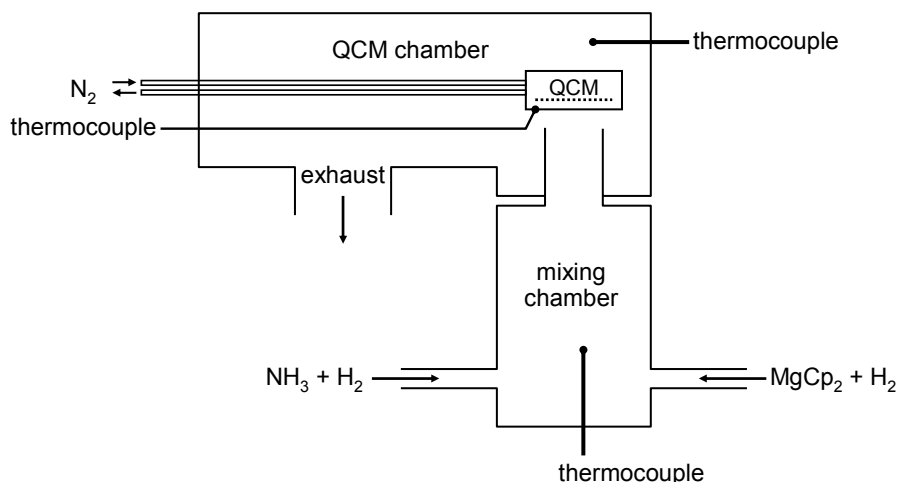 QCM chamber
thermocouple
QCM
N₂
thermocouple
exhaust
mixing
chamber
NH₃ + H₂
MgCp₂ + H₂
thermocouple